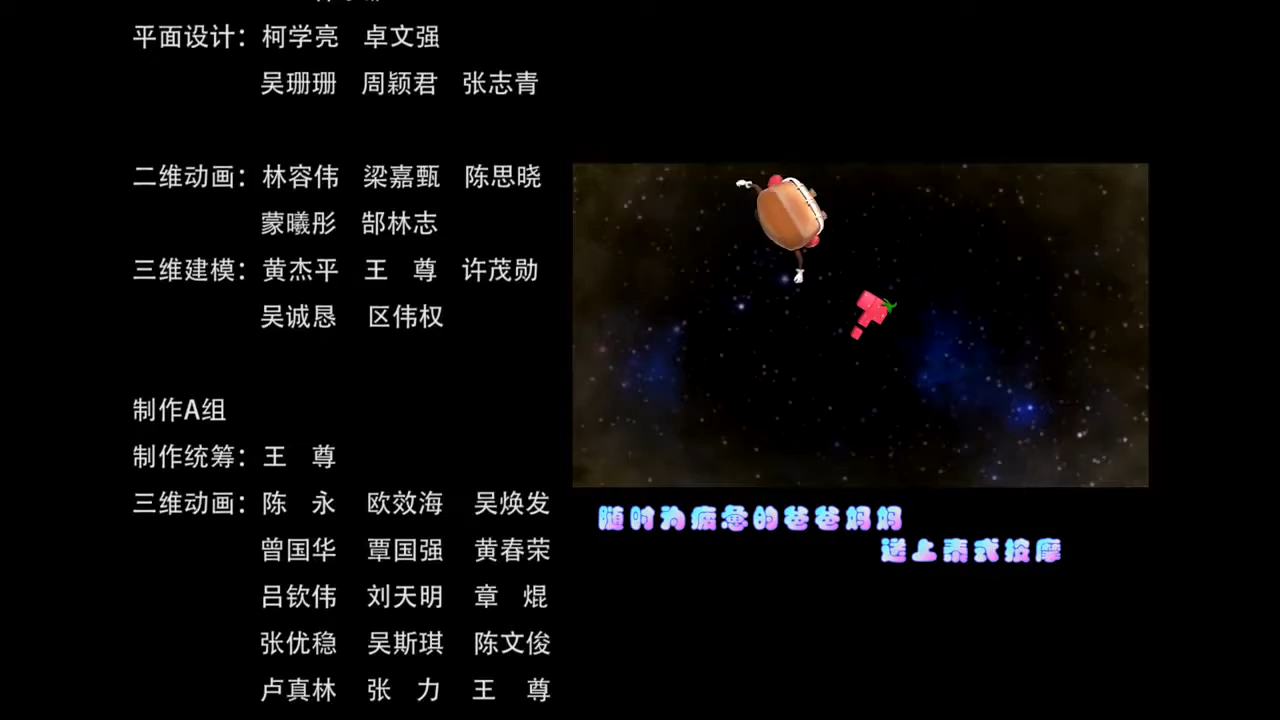 平面设计：柯学亮 卓文强
吴珊珊 周颖君 张志青
二维动画：林容伟 梁嘉甄 陈思晓
蒙曦彤 郜林志
三维建模：黄杰平 王 尊 许茂勋
吴诚恳 区伟权
制作A组
制作统筹：王 尊
三维动画：陈 永 欧效海 吴焕发
曾国华 覃国强 黄春荣
吕钦伟 刘天明 章 焜
张优稳 吴斯琪 陈文俊
卢真林 张 力 王 尊
随时为疲惫的爸爸妈妈
送上泰式按摩